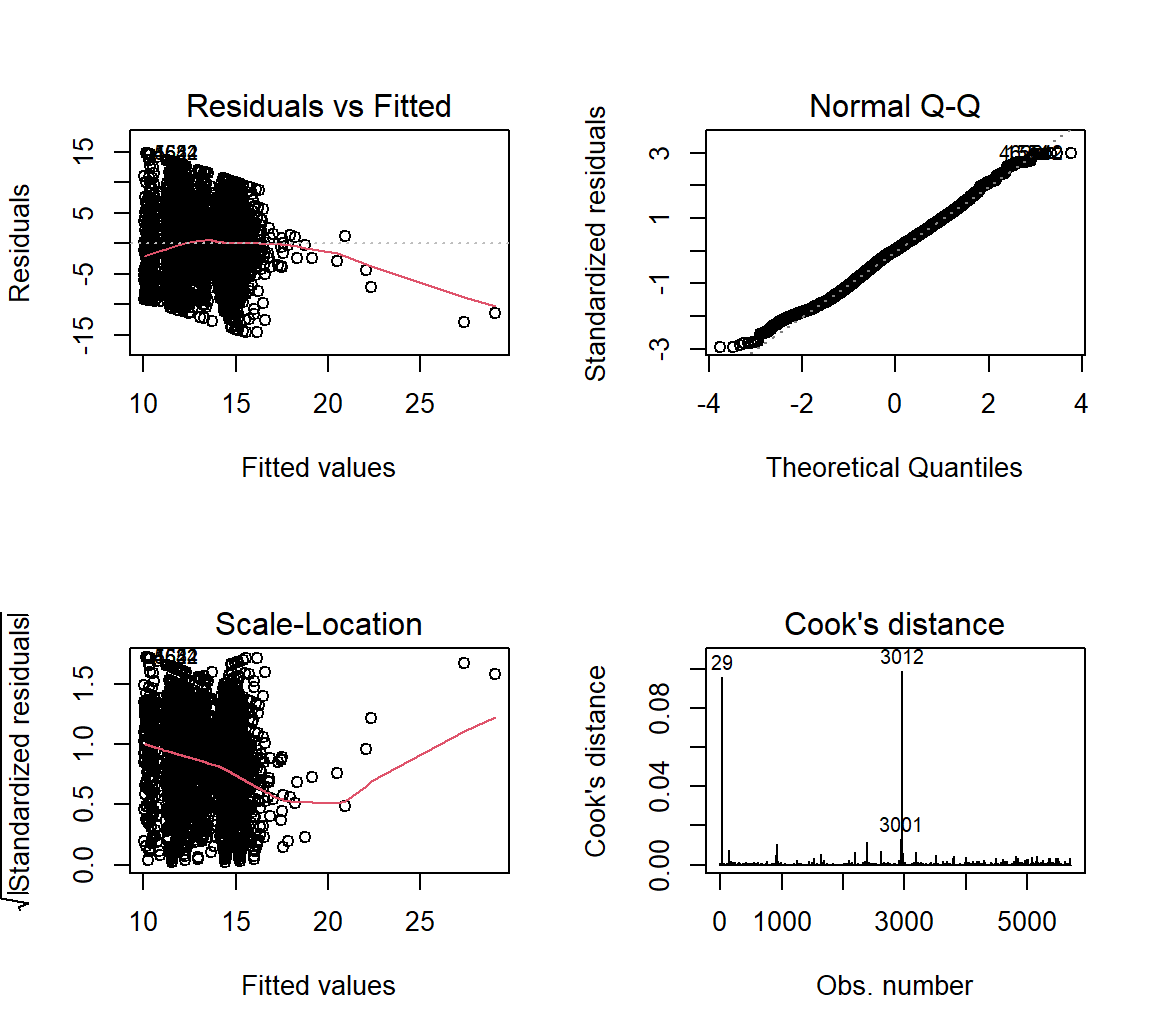 Residuals vs Fitted
Residuals
-15
-5
5
15
10
15
20
25
Fitted values
Normal Q-Q
Standardized residuals
-3
-1
1
3
-4
-2
0
2
4
Theoretical Quantiles
Scale-Location
√|Standardized residuals|
0.0
0.5
1.0
1.5
10
15
20
25
Fitted values
Cook's distance
Cook's distance
0.00
0.04
0.08
29
3012
3001
0
1000
3000
5000
Obs. number